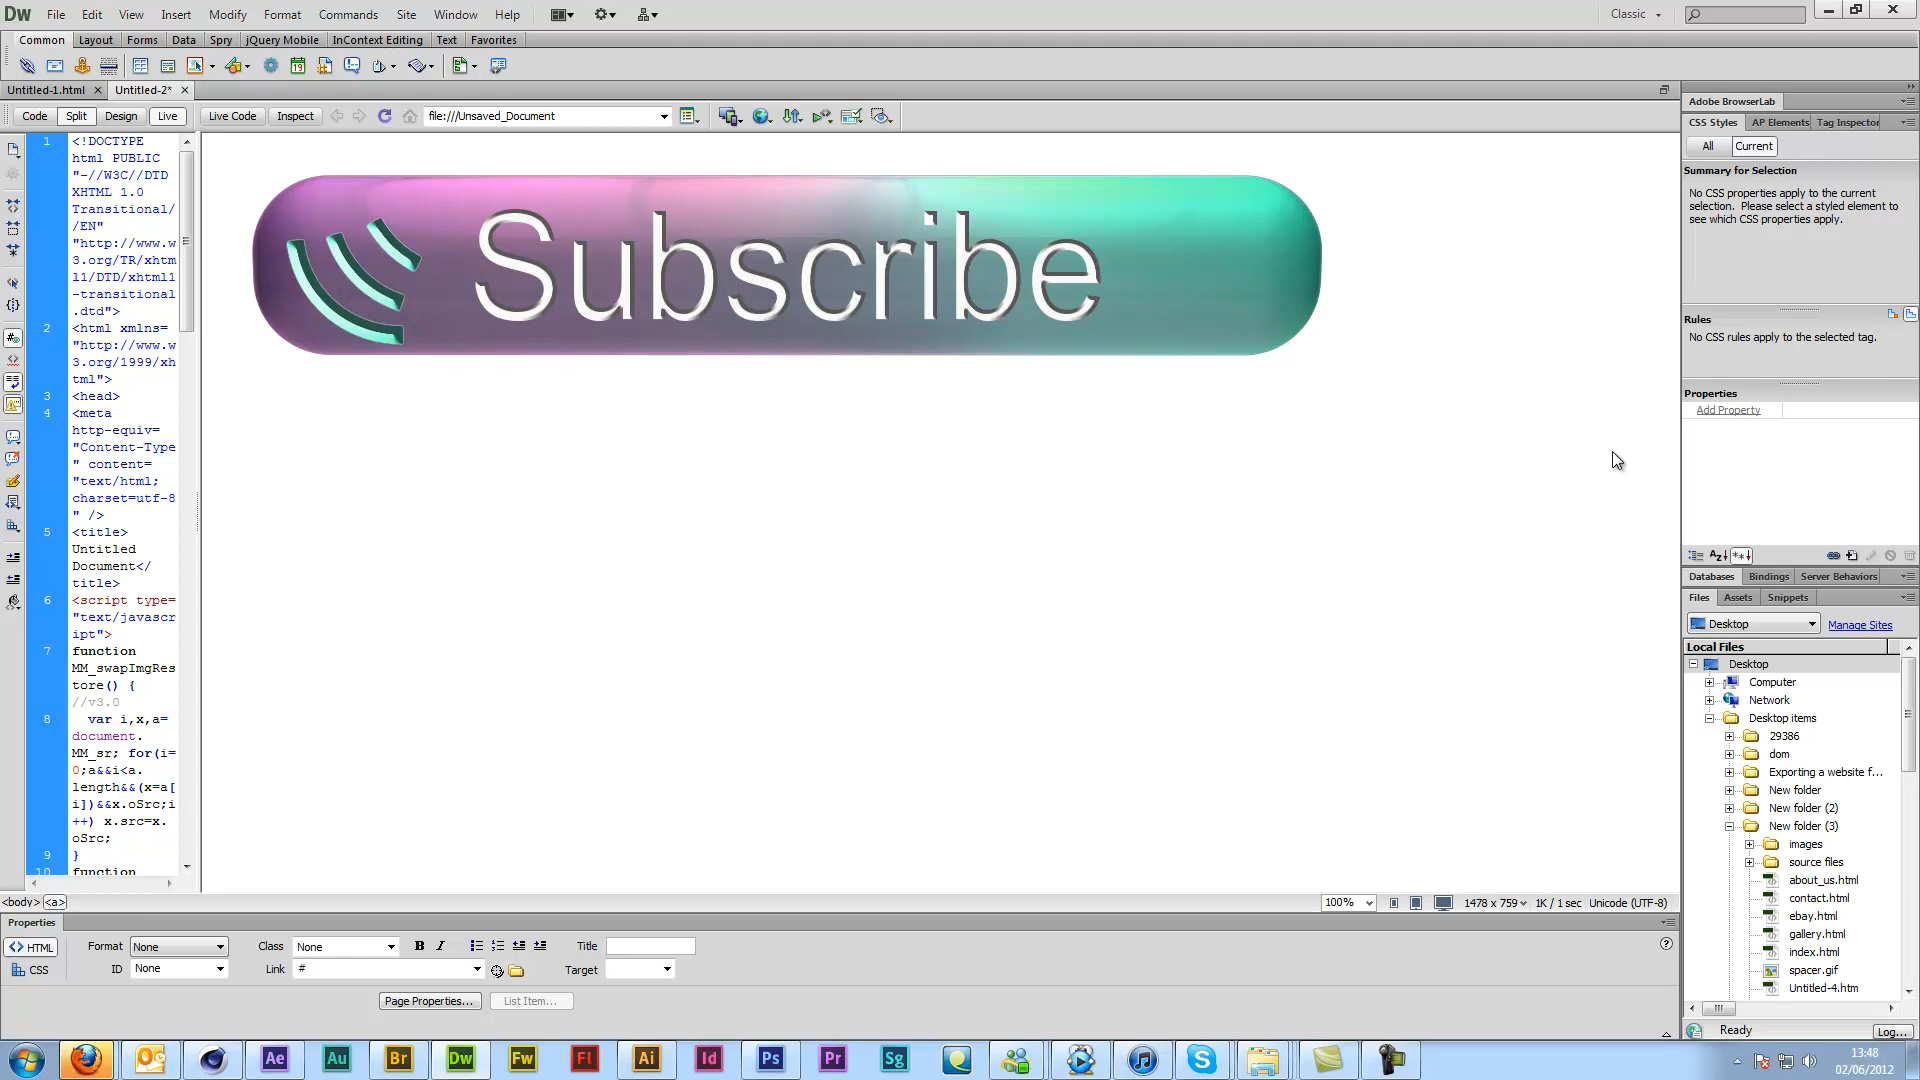 Dw File Edit View Insert Modify Format Commands Site Window Help Classic
Common Layout Forms Data Spry jQuery Mobile InContext Editing Text Favorites
Untitled-1.html Untitled-2*
Code Split Design Live Live Code Inspect file:///Unsaved_Document
1 <!DOCTYPE
html PUBLIC
"-//W3C//DTD
XHTML 1.0
Transitional/
/EN"
"http://www.w
3.org/TR/xhtm
l1/DTD/xhtml1
-transitional
.dtd">
2 <html xmlns=
"http://www.w
3.org/1999/xh
tml">
3 <head>
4 <meta
http-equiv=
"Content-Type
" content=
"text/html;
charset=utf-8
" />
5 <title>
Untitled
Document</
title>
6 <script type=
"text/javascr
ipt">
7 function
MM_swapImgRes
tore() {
//v3.0
8 var i,x,a=
document.
MM_sr; for(i=
0;a&&i<a.
length&&(x=a[
i])&&x.oSrc;i
++) x.src=x.
oSrc;
9 }
10 function
Subscribe
Adobe BrowserLab
CSS Styles AP Elements Tag Inspector
All Current
Summary for Selection
No CSS properties apply to the current
selection. Please select a styled element to
see which CSS properties apply.
Rules
No CSS rules apply to the selected tag.
Properties
Add Property
Databases Bindings Server Behaviors
Files Assets Snippets
Desktop Manage Sites
Local Files
Desktop
Computer
Network
Desktop items
29386
dom
Exporting a website f...
New folder
New folder (2)
New folder (3)
images
source files
about_us.html
contact.html
ebay.html
gallery.html
index.html
spacer.gif
Untitled-4.htm
Ready Log...
<body> <a> 100% 1478 x 759 1K / 1 sec Unicode (UTF-8)
Properties
<> HTML Format None Class None B I Title
CSS ID None Link # Target
Page Properties... List Item...
Ae Au Br Dw Fw Fl Ai Id Ps Pr Sg
13:48
02/06/2012